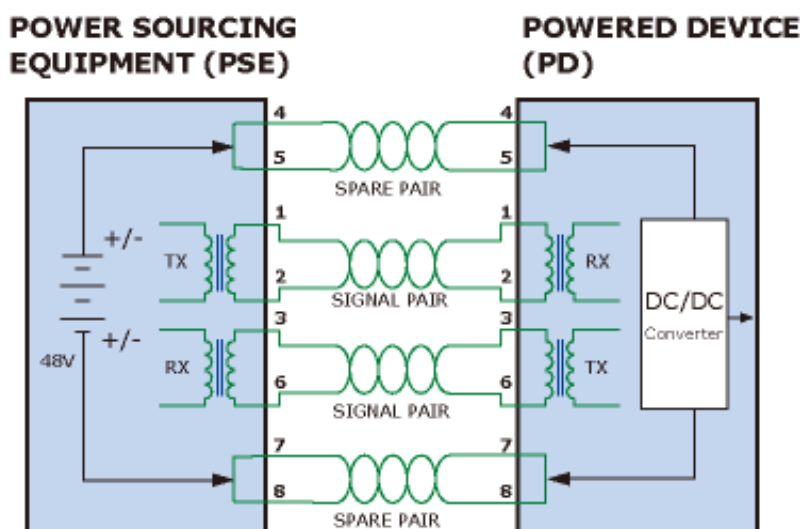 POWER SOURCING
EQUIPMENT (PSE)
POWERED DEVICE
(PD)
4
4
5
5
SPARE PAIR
1
1
+/-
TX
RX
2
2
SIGNAL PAIR
DC/DC
Converter
3
3
+/-
48V
RX
TX
6
6
SIGNAL PAIR
7
7
8
8
SPARE PAIR